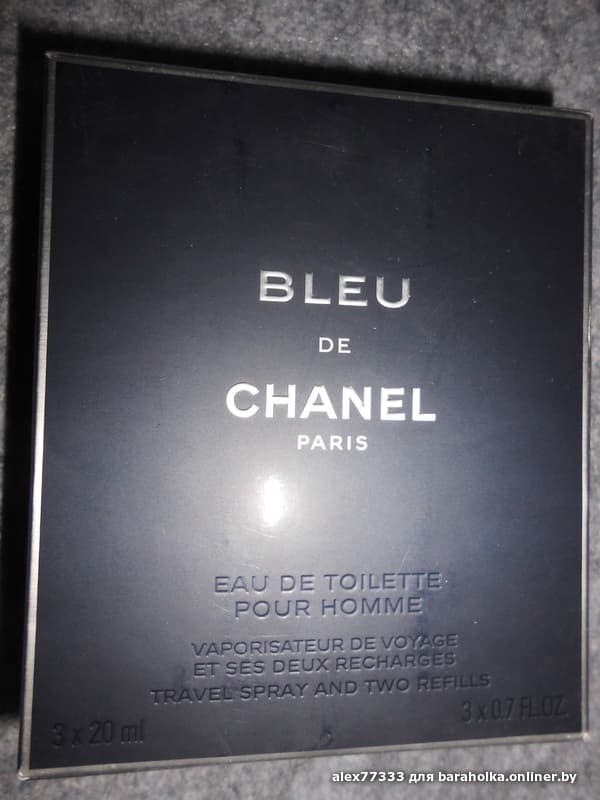 BLEU
DE
CHANEL
PARIS
EAU DE TOILETTE
POUR HOMME
VAPORISATEUR DE VOYAGE
ET SES DEUX RECHARGES
TRAVEL SPRAY AND TWO REFILLS
3 x 20 ml
3 x 0.7 FL.OZ.
alex77333 для baraholka.onliner.by